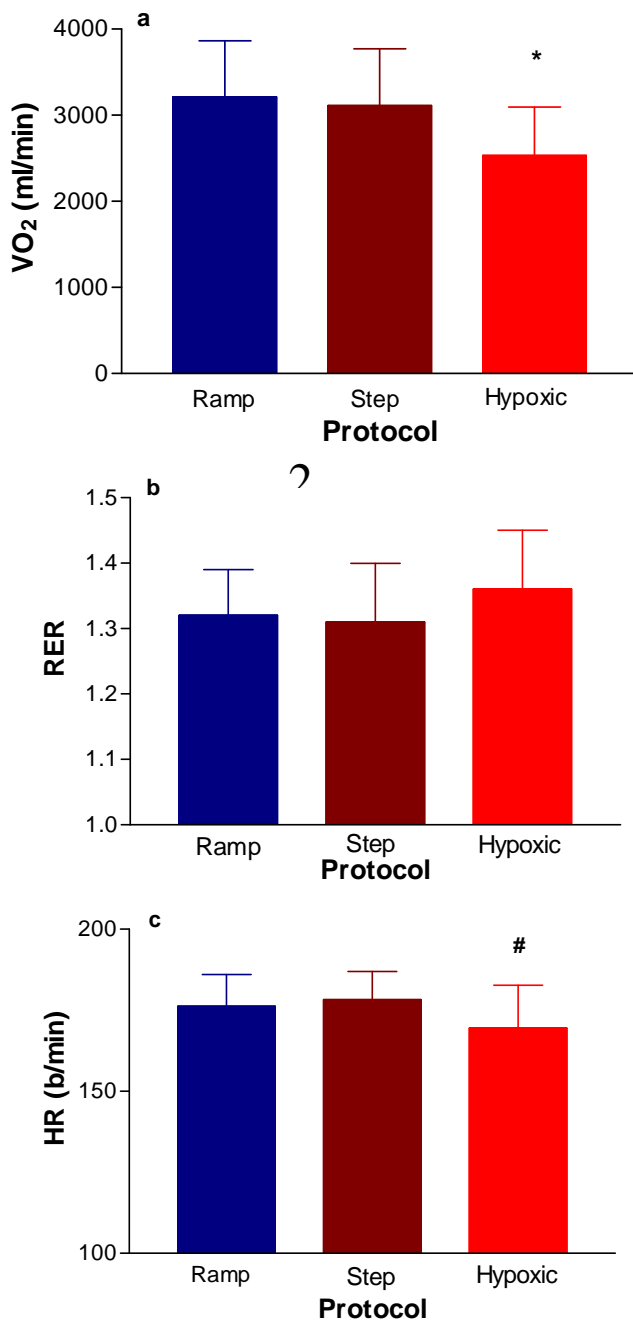 a
4000
*
3000
2000
1000
0
VO₂ (ml/min)
Ramp Step Hypoxic
Protocol
b
1.5
1.4
1.3
1.2
1.1
1.0
RER
Ramp Step Hypoxic
Protocol
c
200
#
150
100
HR (b/min)
Ramp Step Hypoxic
Protocol